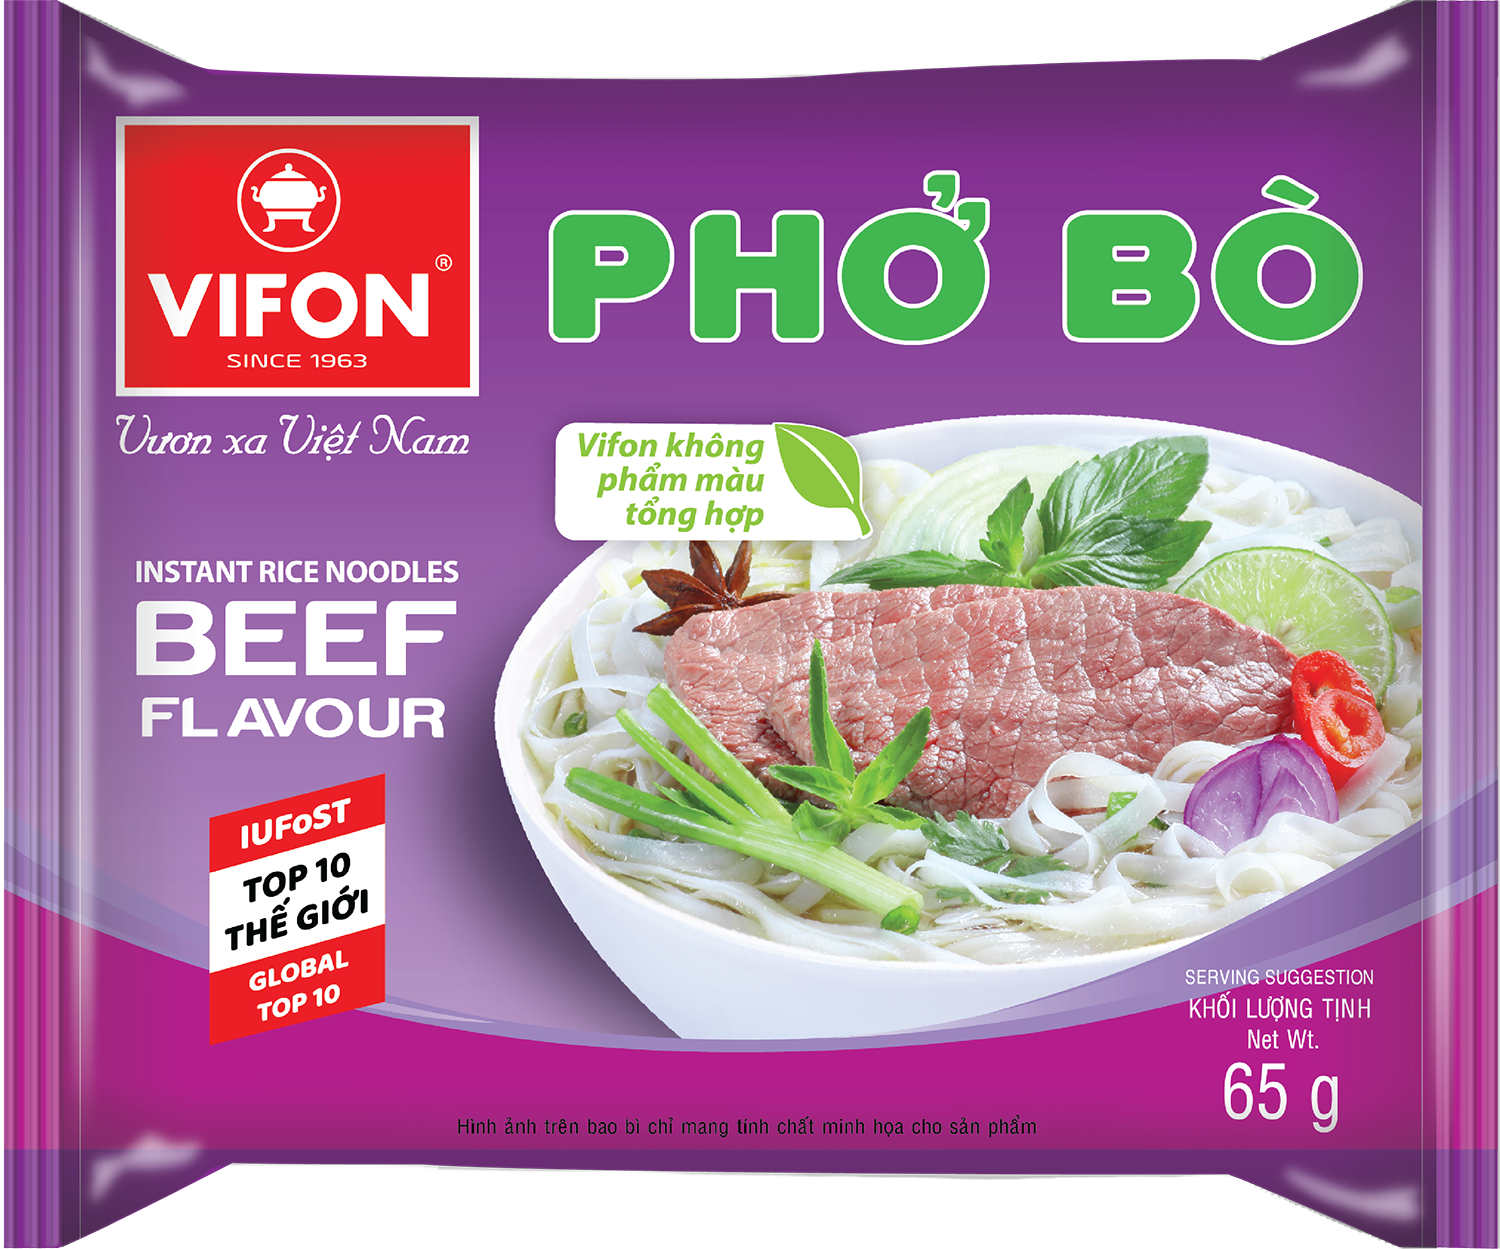 VIFON®
SINCE 1963
Vươn xa Việt Nam
PHỞ BÒ
Vifon không
phẩm màu
tổng hợp
INSTANT RICE NOODLES
BEEF
FLAVOUR
IUFoST
TOP 10
THẾ GIỚI
GLOBAL
TOP 10
SERVING SUGGESTION
KHỐI LƯỢNG TỊNH
Net Wt.
65 g
Hình ảnh trên bao bì chỉ mang tính chất minh họa cho sản phẩm